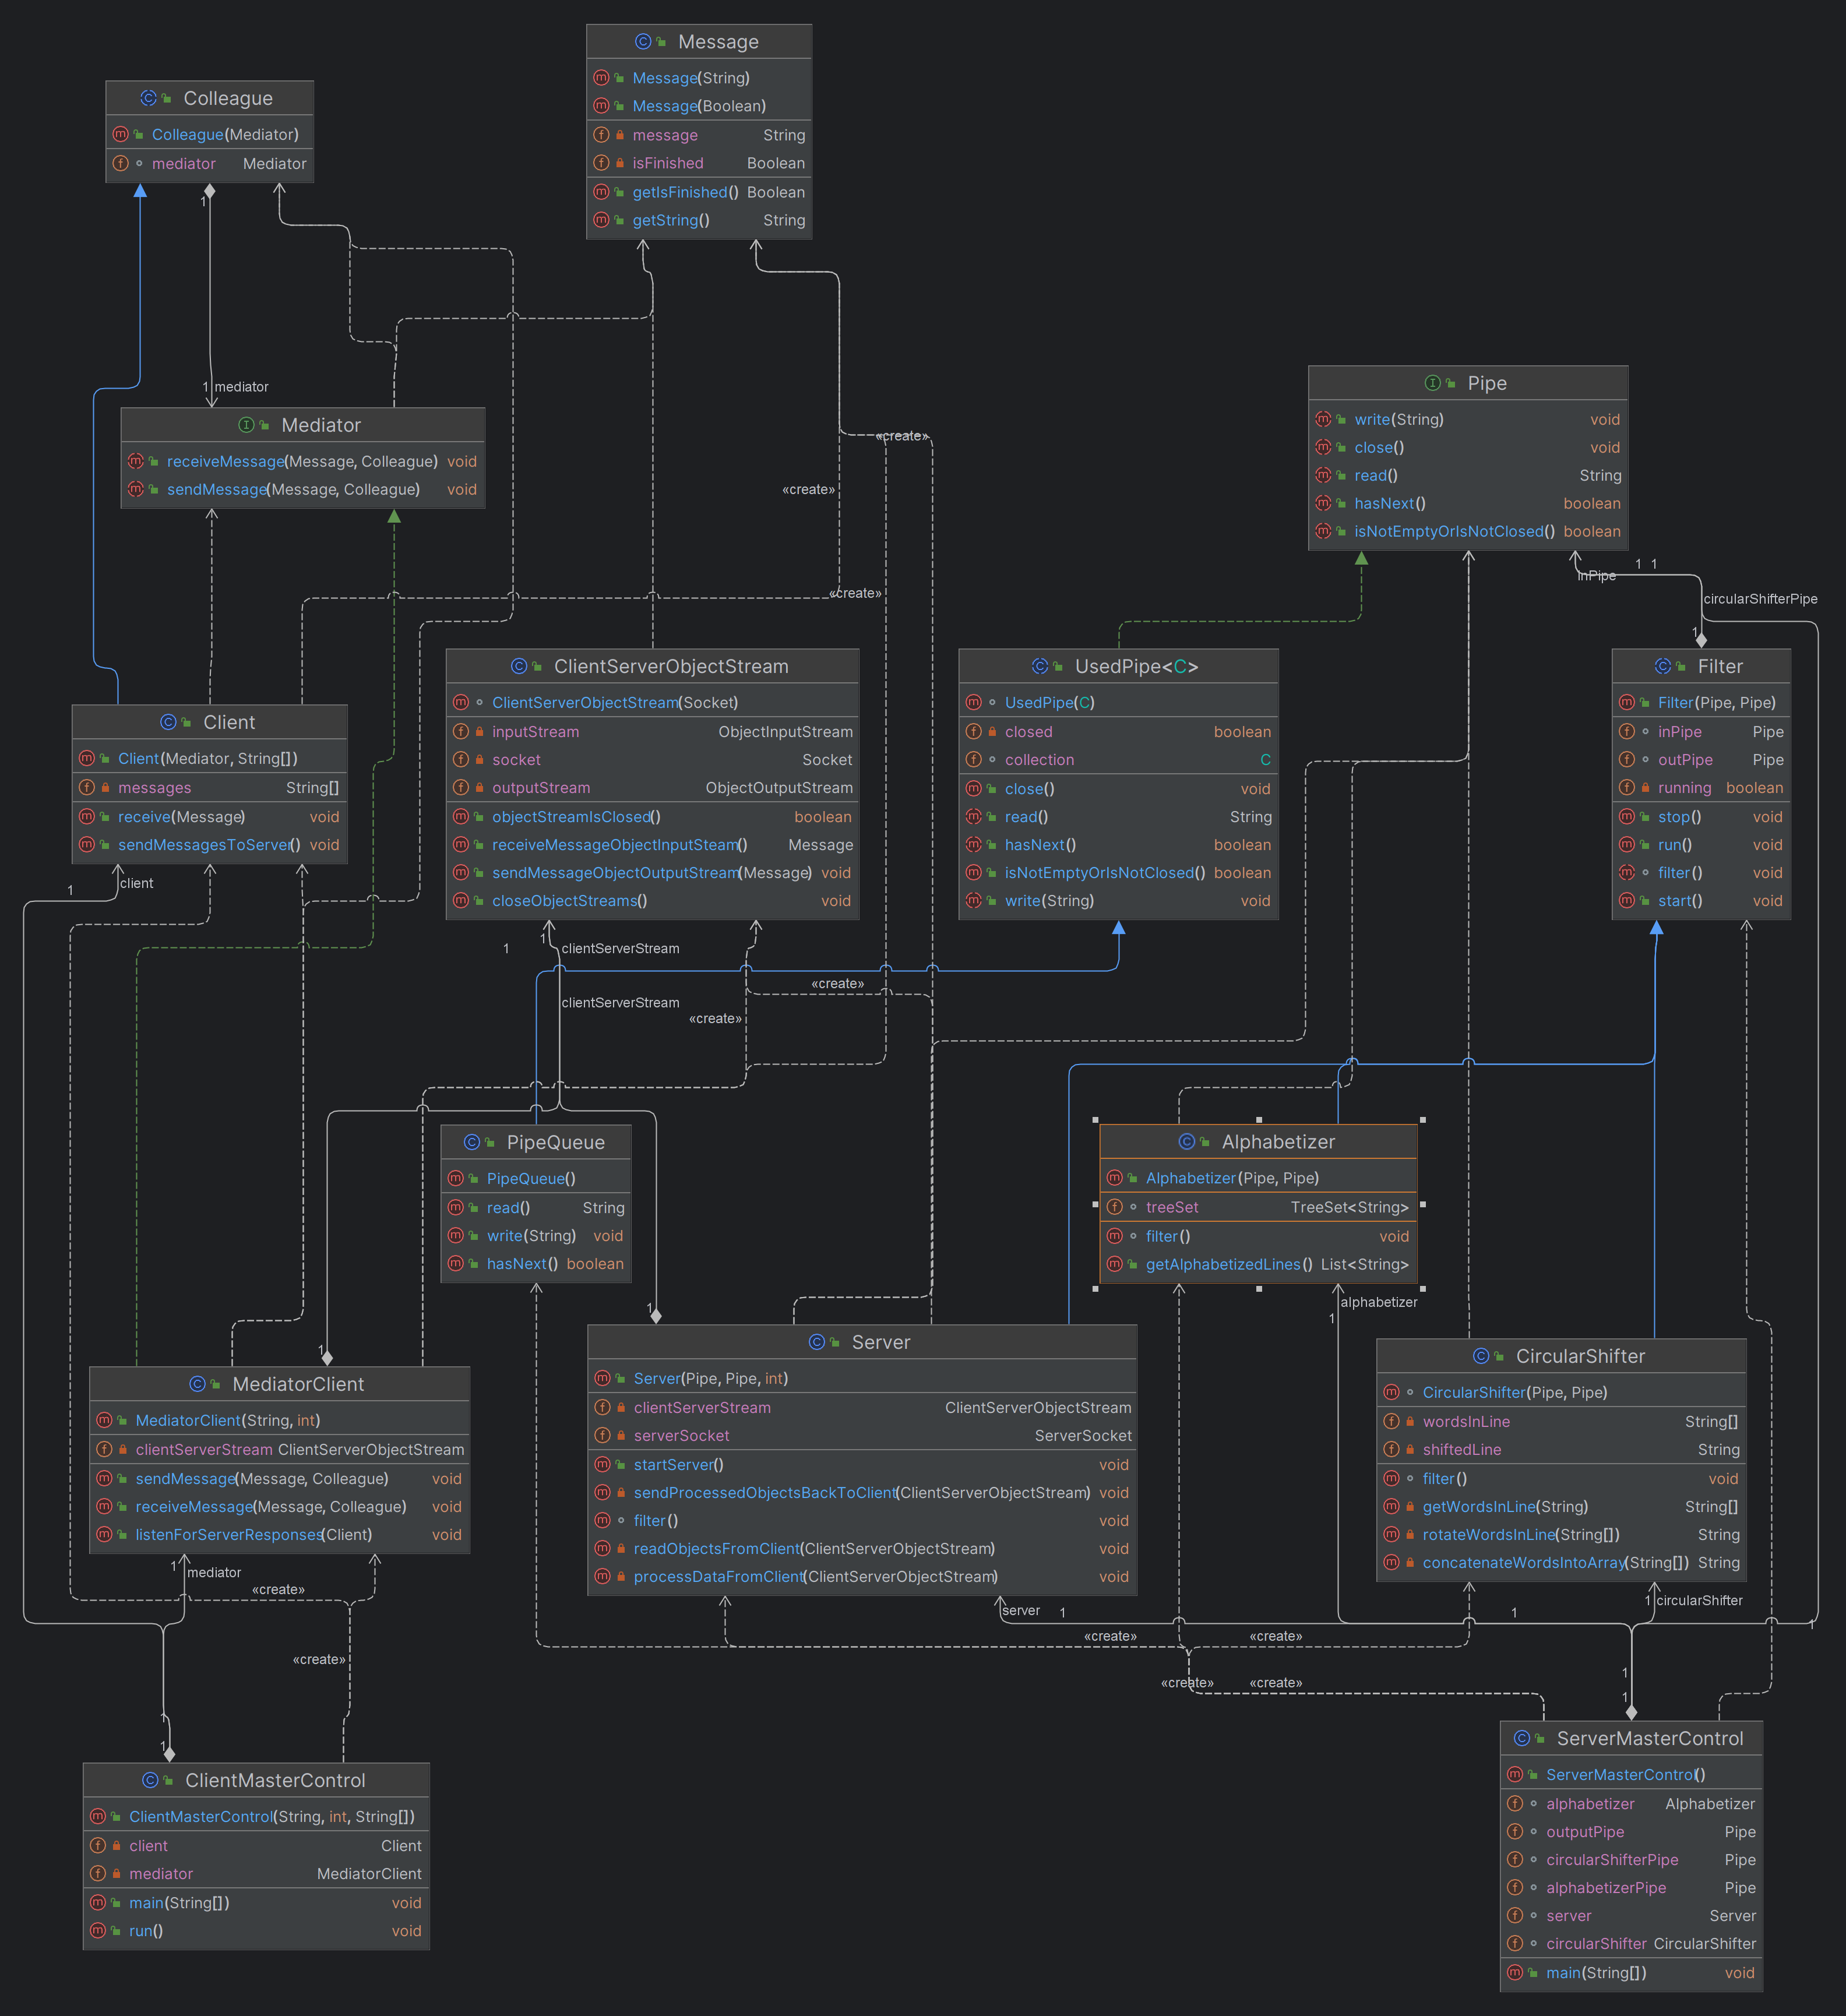 Message
Message(String)
Message(Boolean)
message String
isFinished Boolean
getIsFinished() Boolean
getString() String
Colleague
Colleague(Mediator)
mediator Mediator
1
1 mediator
Mediator
receiveMessage(Message, Colleague) void
sendMessage(Message, Colleague) void
«create»
«create»
«create»
Pipe
write(String) void
close() void
read() String
hasNext() boolean
isNotEmptyOrIsNotClosed() boolean
1 1
inPipe
circularShifterPipe
1
Client
Client(Mediator, String[])
messages String[]
receive(Message) void
sendMessagesToServer() void
1 client
ClientServerObjectStream
ClientServerObjectStream(Socket)
inputStream ObjectInputStream
socket Socket
outputStream ObjectOutputStream
objectStreamIsClosed() boolean
receiveMessageObjectInputSteam() Message
sendMessageObjectOutputStream(Message) void
closeObjectStreams() void
1 1 clientServerStream
clientServerStream
«create»
«create»
UsedPipe<C>
UsedPipe(C)
closed boolean
collection C
close() void
read() String
hasNext() boolean
isNotEmptyOrIsNotClosed() boolean
write(String) void
Filter
Filter(Pipe, Pipe)
inPipe Pipe
outPipe Pipe
running boolean
stop() void
run() void
filter() void
start() void
PipeQueue
PipeQueue()
read() String
write(String) void
hasNext() boolean
1
1
Alphabetizer
Alphabetizer(Pipe, Pipe)
treeSet TreeSet<String>
filter() void
getAlphabetizedLines() List<String>
alphabetizer
1
MediatorClient
MediatorClient(String, int)
clientServerStream ClientServerObjectStream
sendMessage(Message, Colleague) void
receiveMessage(Message, Colleague) void
listenForServerResponses(Client) void
1 mediator
«create»
«create»
Server
Server(Pipe, Pipe, int)
clientServerStream ClientServerObjectStream
serverSocket ServerSocket
startServer() void
sendProcessedObjectsBackToClient(ClientServerObjectStream) void
filter() void
readObjectsFromClient(ClientServerObjectStream) void
processDataFromClient(ClientServerObjectStream) void
server 1
CircularShifter
CircularShifter(Pipe, Pipe)
wordsInLine String[]
shiftedLine String
filter() void
getWordsInLine(String) String[]
rotateWordsInLine(String[]) String
concatenateWordsIntoArray(String[]) String
1 circularShifter
1
1
«create» «create»
«create» «create»
1
1
1
1
ClientMasterControl
ClientMasterControl(String, int, String[])
client Client
mediator MediatorClient
main(String[]) void
run() void
ServerMasterControl
ServerMasterControl()
alphabetizer Alphabetizer
outputPipe Pipe
circularShifterPipe Pipe
alphabetizerPipe Pipe
server Server
circularShifter CircularShifter
main(String[]) void